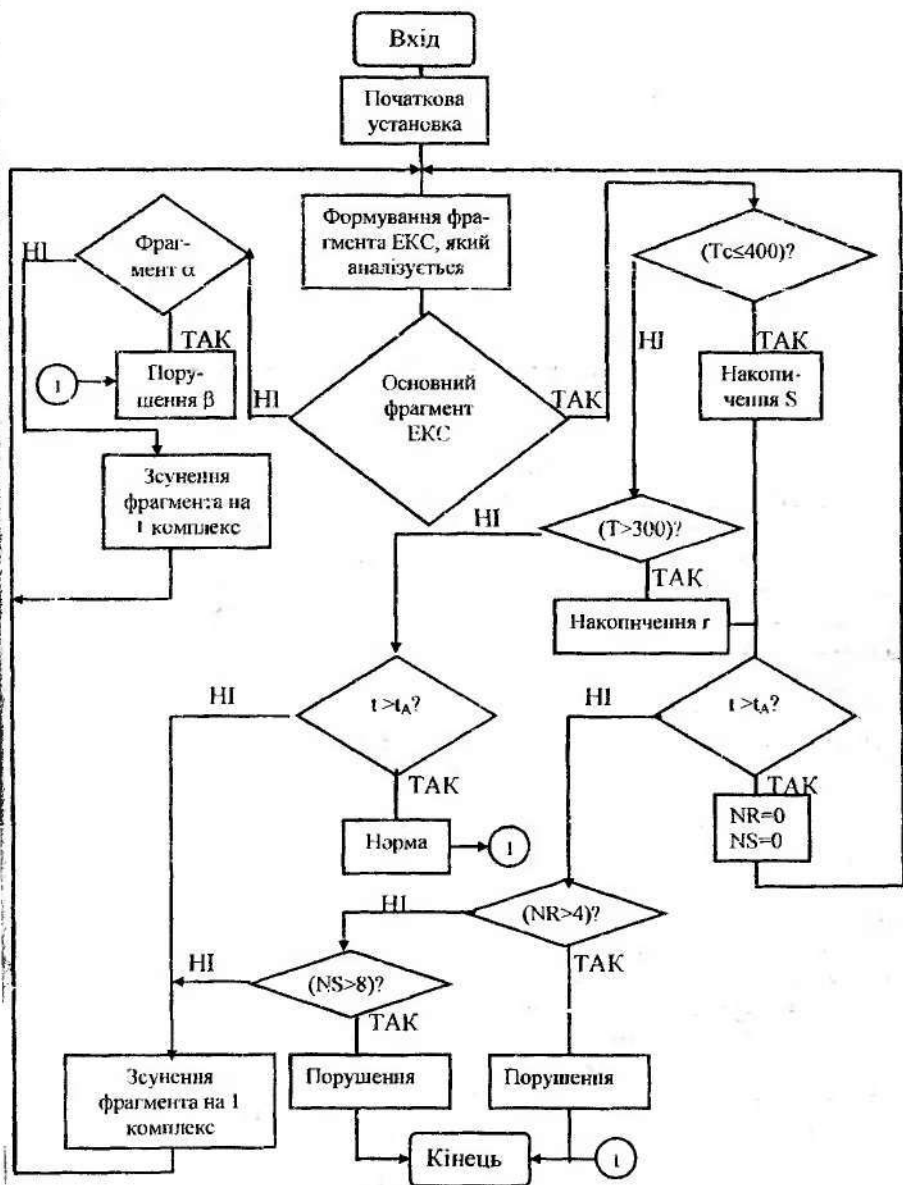 Вхід
Початкова
установка
Формування фра-
гмента ЕКС, який
аналізується
НІ
Фраг-
мент α
ТАК
(Tc≤400)?
НІ
ТАК
1
Пору-
шення β
НІ
Основний
фрагмент
ЕКС
ТАК
Накопи-
чення S
Зсунення
фрагмента на
1 комплекс
НІ
(T>300)?
ТАК
Накопичення r
НІ
t >tA?
ТАК
НІ
t >tA?
ТАК
Норма
1
NR=0
NS=0
НІ
(NR>4)?
ТАК
НІ
(NS>8)?
ТАК
Зсунення
фрагмента на 1
комплекс
Порушення
Порушення
Кінець
1